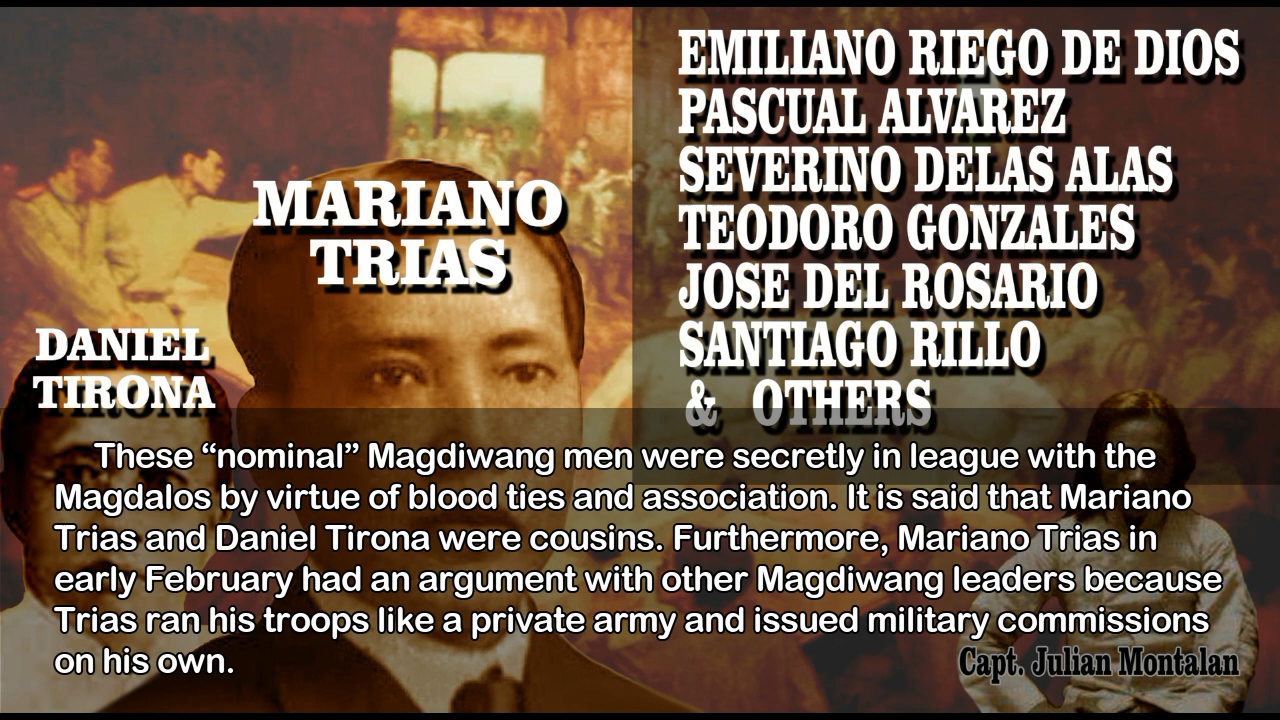 MARIANO
TRIAS
DANIEL
TIRONA
EMILIANO RIEGO DE DIOS
PASCUAL ALVAREZ
SEVERINO DELAS ALAS
TEODORO GONZALES
JOSE DEL ROSARIO
SANTIAGO RILLO
& OTHERS
These “nominal” Magdiwang men were secretly in league with the
Magdalos by virtue of blood ties and association. It is said that Mariano
Trias and Daniel Tirona were cousins. Furthermore, Mariano Trias in
early February had an argument with other Magdiwang leaders because
Trias ran his troops like a private army and issued military commissions
on his own.
Capt. Julian Montalan